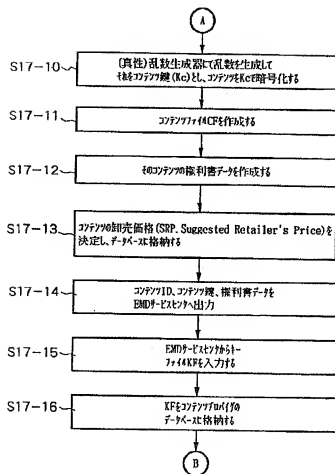 A
S17-10
(真性)乱数生成器にて乱数を生成して
それをコンテンツ鍵(Kc)とし、コンテンツをKcで暗号化する
S17-11
コンテンツファイルCFを作成する
S17-12
そのコンテンツの権利書データを作成する
S17-13
コンテンツの卸売価格(SRP.Suggested Retailer's Price)を
決定し、データベースに格納する
S17-14
コンテンツID、コンテンツ鍵、権利書データを
EMDサービスセンタへ出力
S17-15
EMDサービスセンタからキー
ファイルKFを入力する
S17-16
KFをコンテンツプロバイダの
データベースに格納する
B